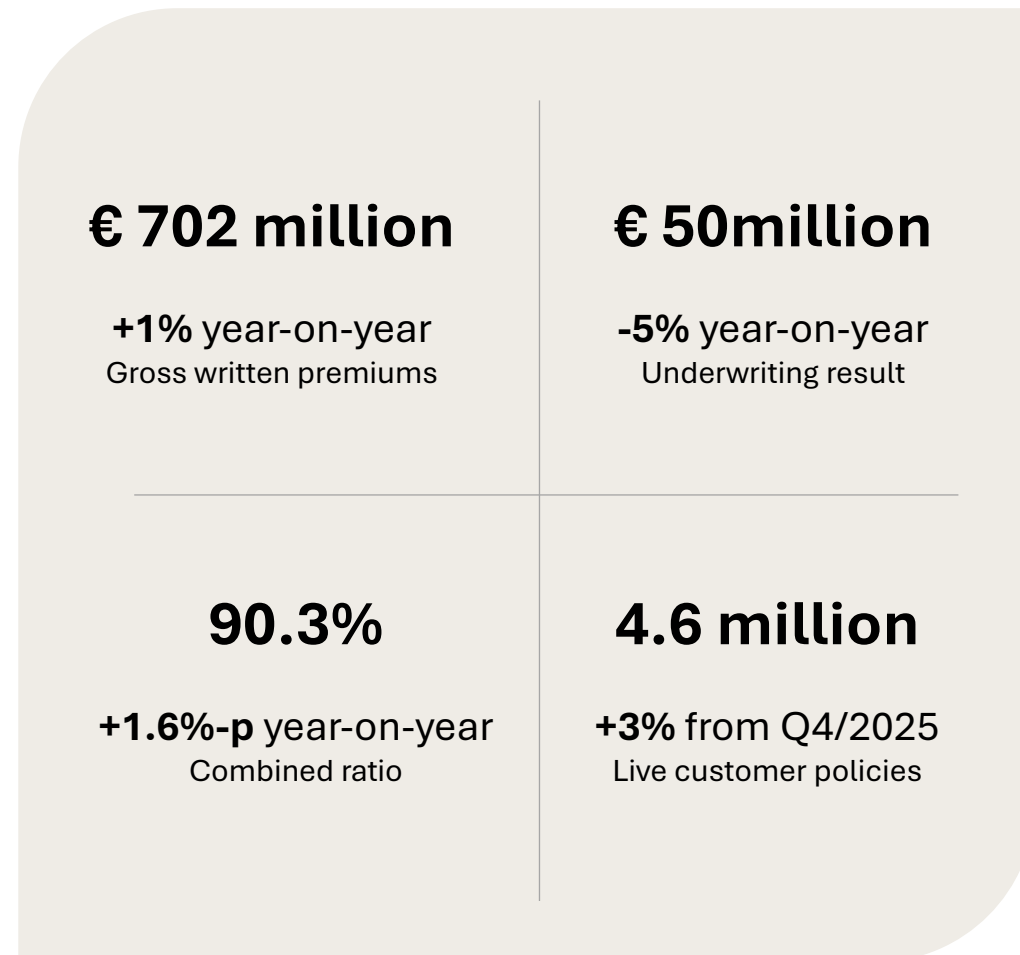 € 702 million
+1% year-on-year
Gross written premiums
€ 50million
-5% year-on-year
Underwriting result
90.3%
+1.6%-p year-on-year
Combined ratio
4.6 million
+3% from Q4/2025
Live customer policies